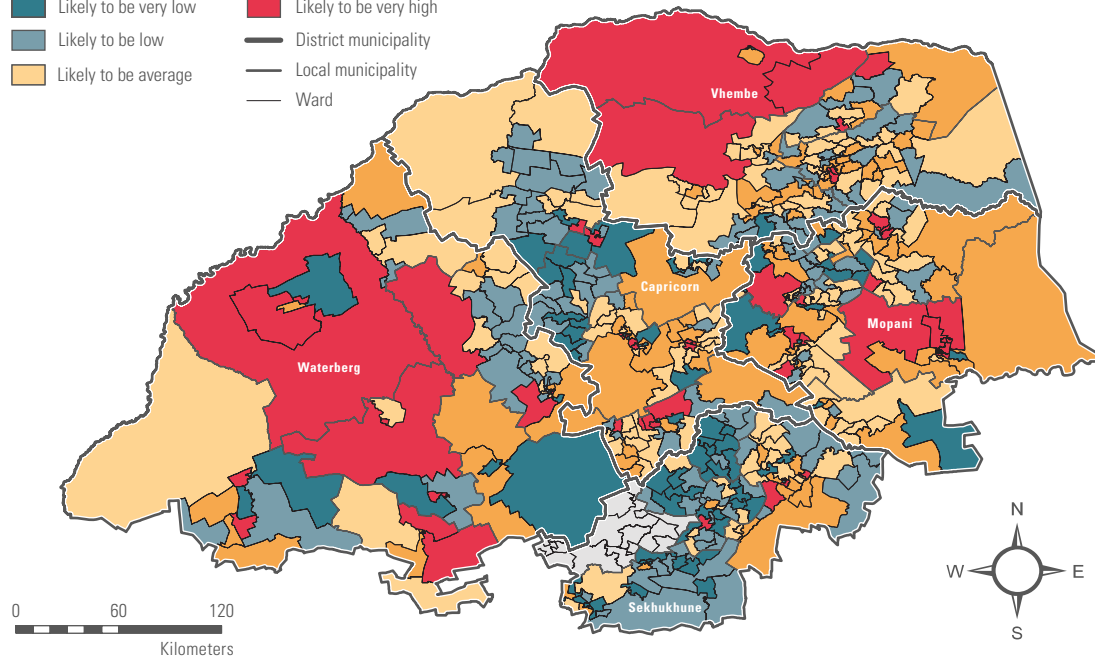 Likely to be very low
Likely to be low
Likely to be average
Likely to be very high
District municipality
Local municipality
Ward
Vhembe
Capricorn
Mopani
Waterberg
Sekhukhune
N
W
E
S
0 60 120
Kilometers